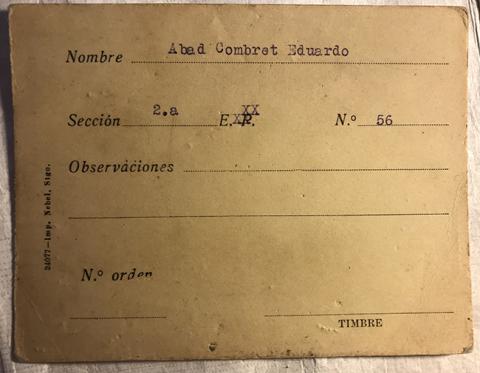 Nombre Abad Combret Eduardo
Sección 2.a E. XX N.º 56
Observaciones
N.º orden
TIMBRE
24077—Imp. Nebel. Stgo.